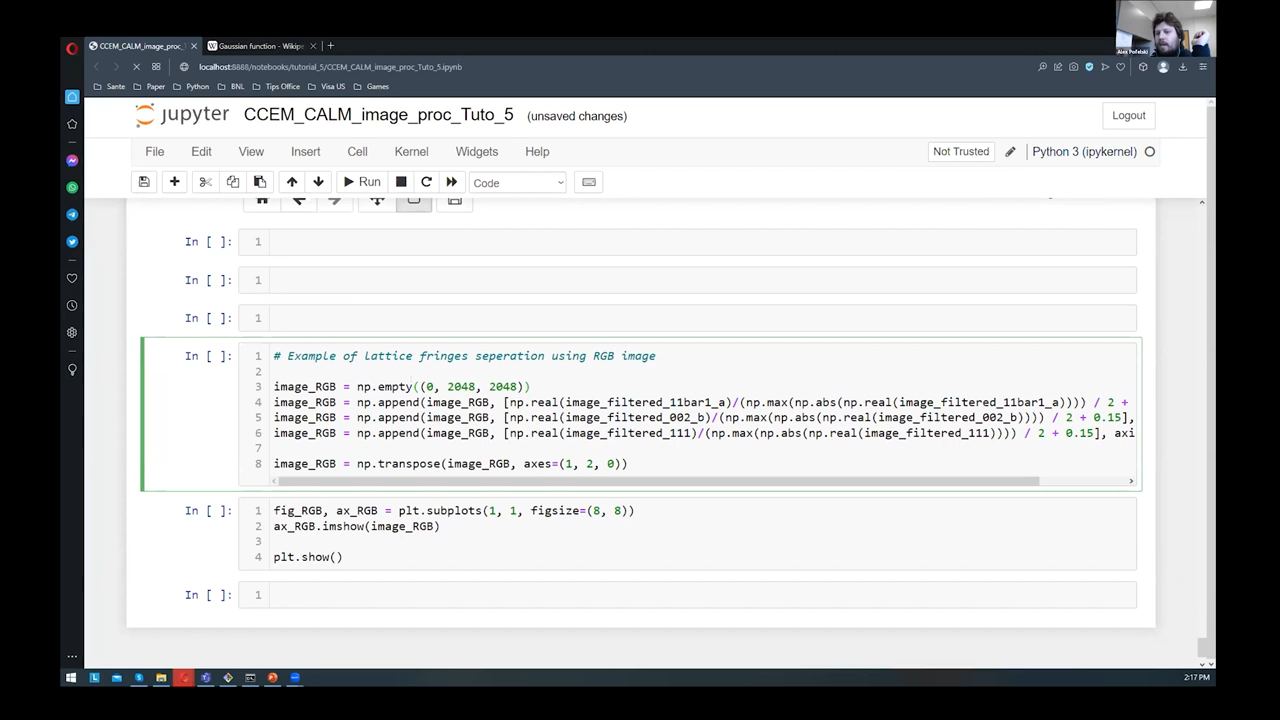 Alex Pofelski
CCEM_CALM_image_proc_
Gaussian function - Wikipe
localhost:8888/notebooks/tutorial_5/CCEM_CALM_image_proc_Tuto_5.ipynb
Sante Paper Python BNL Tips Office Visa US Games
jupyter CCEM_CALM_image_proc_Tuto_5 (unsaved changes) Logout
File Edit View Insert Cell Kernel Widgets Help Not Trusted Python 3 (ipykernel)
Run Code
In [ ]: 1
In [ ]: 1
In [ ]: 1
In [ ]: 1 # Example of lattice fringes seperation using RGB image
2
3 image_RGB = np.empty((0, 2048, 2048))
4 image_RGB = np.append(image_RGB, [np.real(image_filtered_11bar1_a)/(np.max(np.abs(np.real(image_filtered_11bar1_a)))) / 2 +
5 image_RGB = np.append(image_RGB, [np.real(image_filtered_002_b)/(np.max(np.abs(np.real(image_filtered_002_b)))) / 2 + 0.15],
6 image_RGB = np.append(image_RGB, [np.real(image_filtered_111)/(np.max(np.abs(np.real(image_filtered_111)))) / 2 + 0.15], axi
7
8 image_RGB = np.transpose(image_RGB, axes=(1, 2, 0))
In [ ]: 1 fig_RGB, ax_RGB = plt.subplots(1, 1, figsize=(8, 8))
2 ax_RGB.imshow(image_RGB)
3
4 plt.show()
In [ ]: 1
2:17 PM